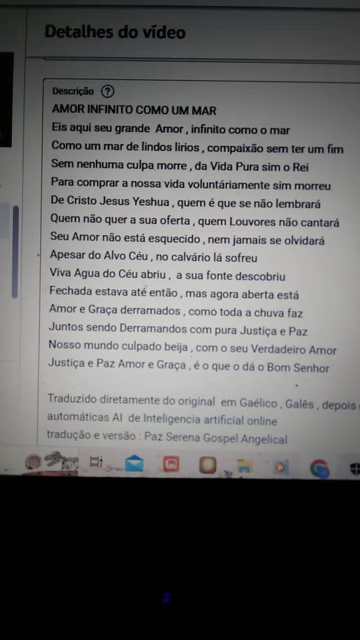 Detalhes do vídeo
Descrição ?
AMOR INFINITO COMO UM MAR
Eis aqui seu grande Amor , infinito como o mar
Como um mar de lindos lirios , compaixão sem ter um fim
Sem nenhuma culpa morre , da Vida Pura sim o Rei
Para comprar a nossa vida voluntáriamente sim morreu
De Cristo Jesus Yeshua , quem é que se não lembrará
Quem não quer a sua oferta , quem Louvores não cantará
Seu Amor não está esquecido , nem jamais se olvidará
Apesar do Alvo Céu , no calvário lá sofreu
Viva Agua do Céu abriu , a sua fonte descobriu
Fechada estava até então , mas agora aberta está
Amor e Graça derramados , como toda a chuva faz
Juntos sendo Derramandos com pura Justiça e Paz
Nosso mundo culpado beija , com o seu Verdadeiro Amor
Justiça e Paz Amor e Graça , é o que o dá o Bom Senhor
Traduzido diretamente do original em Gaélico , Galês , depois
automáticas AI de Inteligencia artificial online
tradução e versão : Paz Serena Gospel Angelical